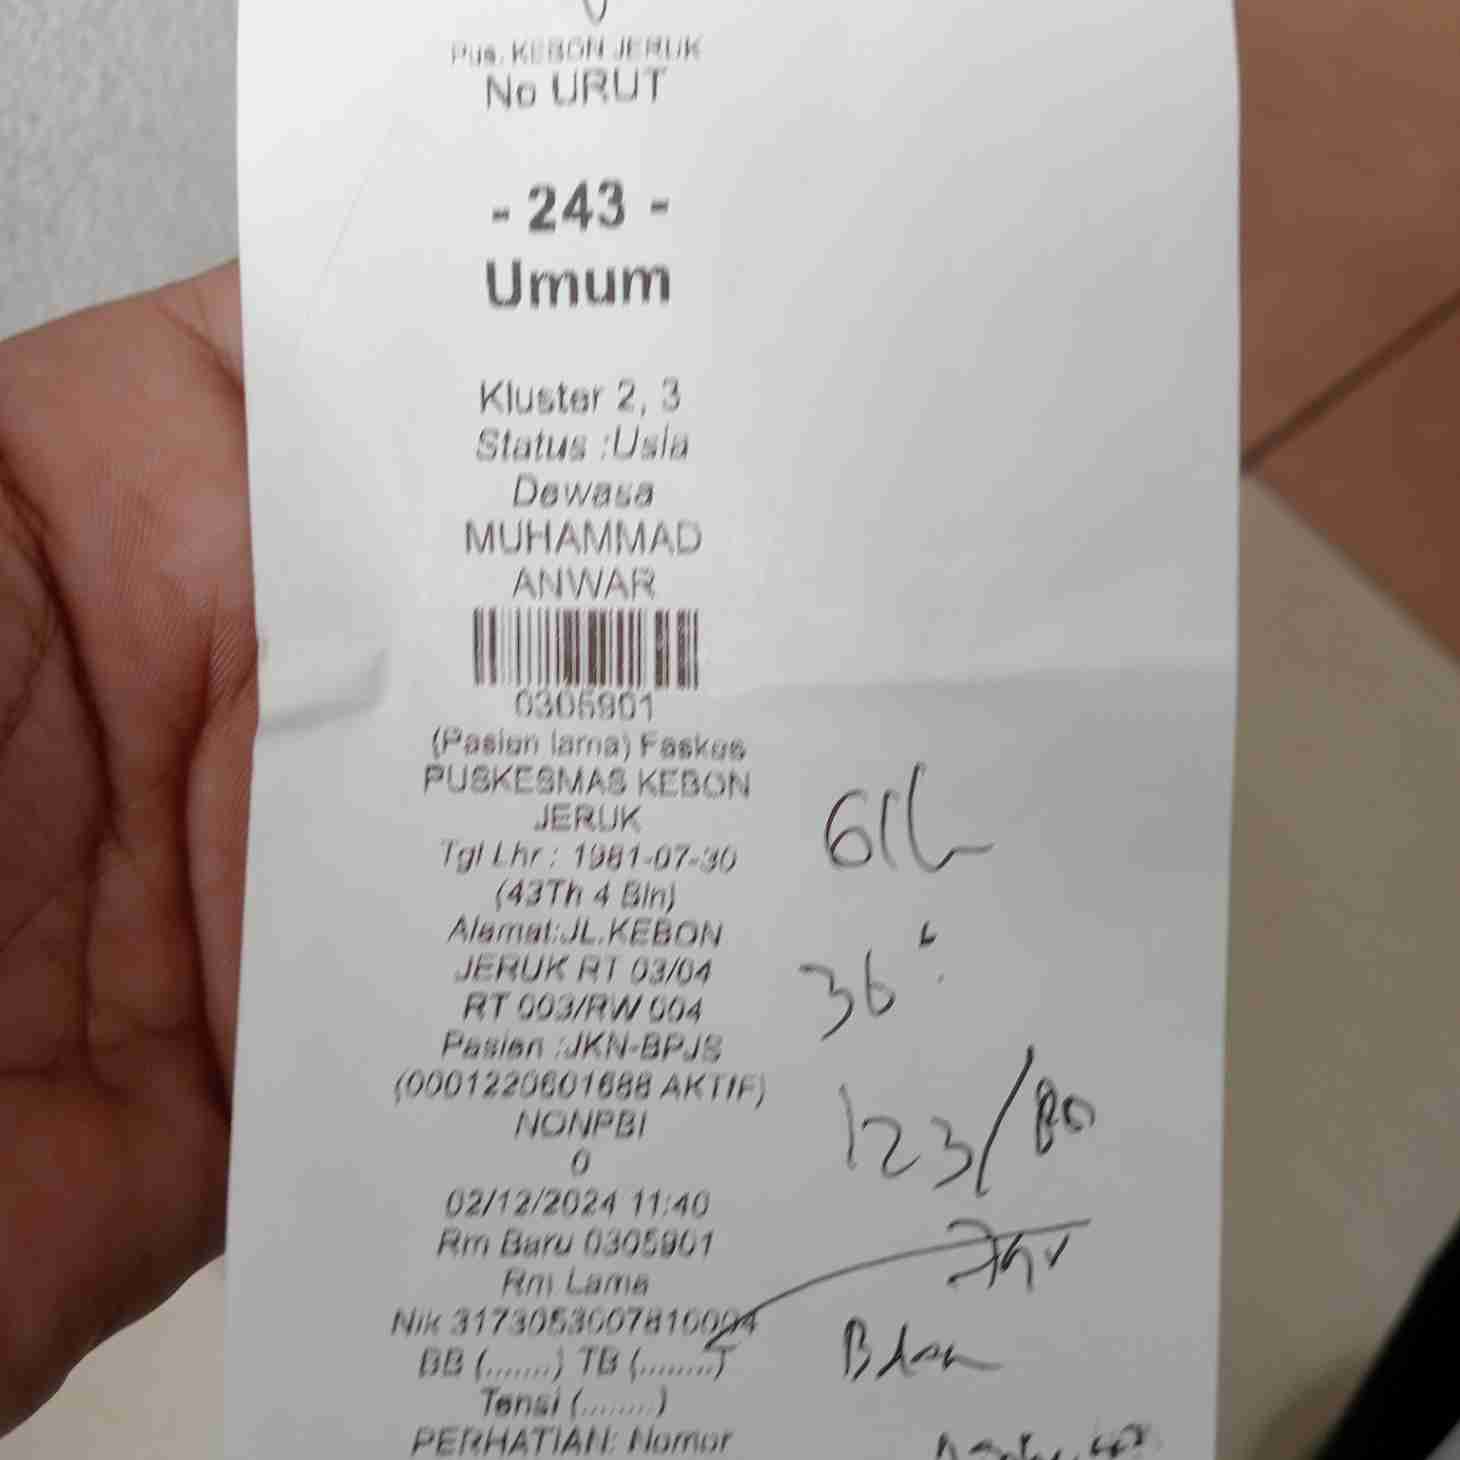 Pus. KEBON JERUK
No URUT
- 243 -
Umum
Kluster 2, 3
Status :Usia
Dewasa
MUHAMMAD
ANWAR
0305901
(Pasien lama) Faskes
PUSKESMAS KEBON
JERUK
Tgl Lhr : 1981-07-30
(43Th 4 Bln)
Alamat:JL.KEBON
JERUK RT 03/04
RT 003/RW 004
Pasien :JKN-BPJS
(0001220601688 AKTIF)
NONPBI
0
02/12/2024 11:40
Rm Baru 0305901
Rm Lama
Nik 3173053007810004
BB (.......) TB (........)
Tensi (........)
PERHATIAN: Nomor
36
123/80